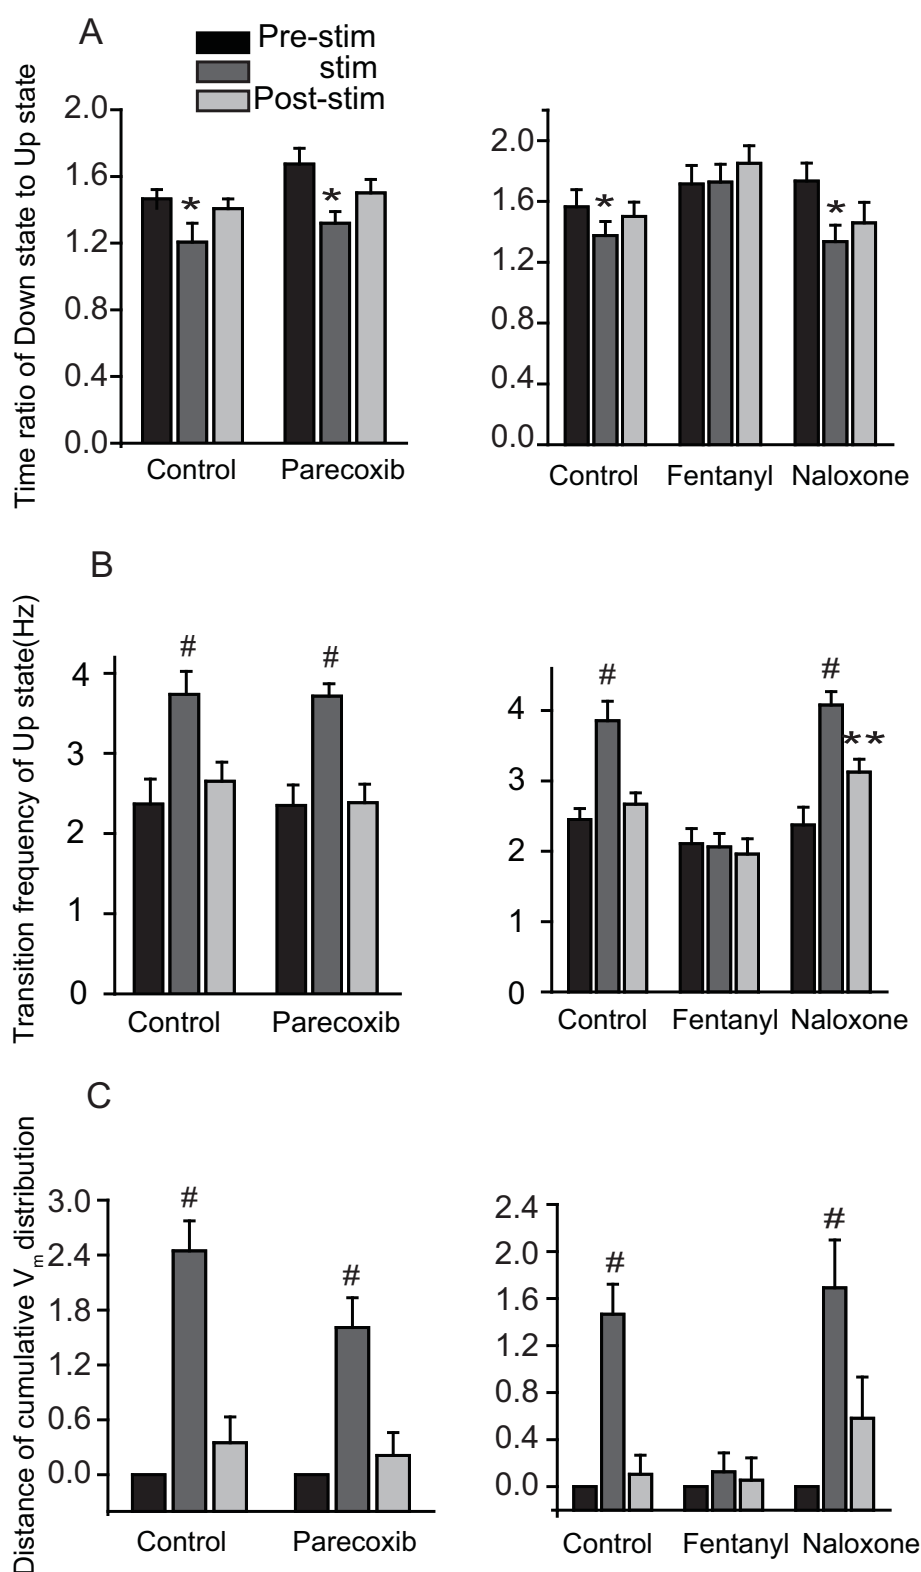 A
Pre-stim
stim
Post-stim
Time ratio of Down state to Up state
2.0
1.6
1.2
0.8
0.4
0.0
* *
Control Parecoxib
2.0
1.6
1.2
0.8
0.4
0.0
* *
Control Fentanyl Naloxone
B
Transition frequency of Up state(Hz)
4
3
2
1
0
# #
Control Parecoxib
4
3
2
1
0
# #
**
Control Fentanyl Naloxone
C
Distance of cumulative Vm distribution
3.0
2.4
1.8
1.2
0.6
0.0
#
#
Control Parecoxib
2.4
2.0
1.6
1.2
0.8
0.4
0.0
#
#
Control Fentanyl Naloxone